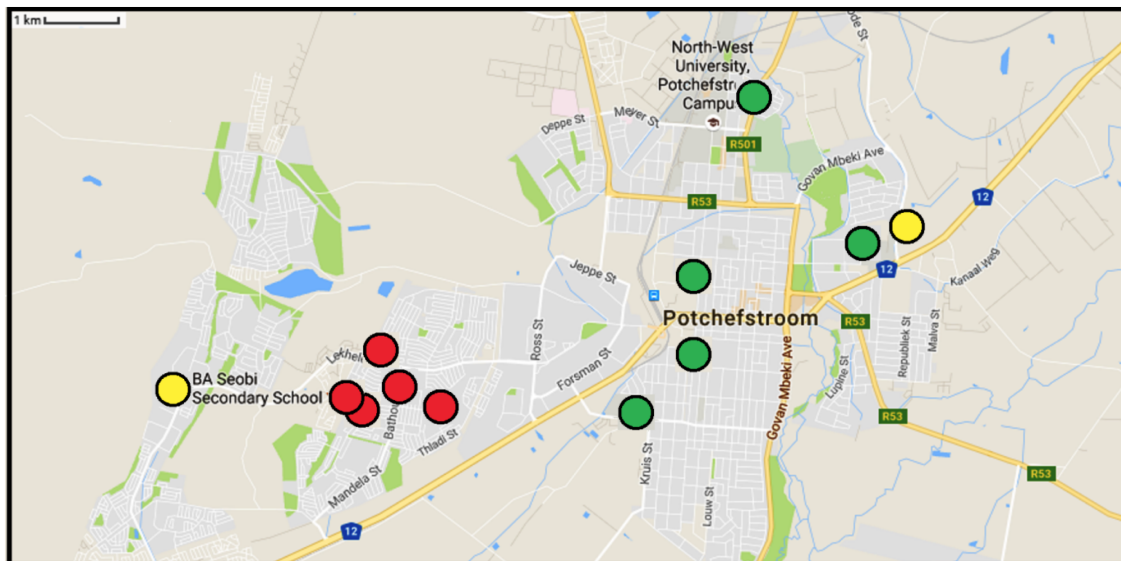 1 km
North-West
University,
Potchefstr
Campu
Deppe St
Meyer St
R501
Govan Mbeki Ave
ode St
12
R53
12
Kanaal Weg
Jeppe St
Potchefstroom
R53
Republiek St
Malva St
Ross St
Forsman St
Lupine St
Govan Mbeki Ave
BA Seobi
Secondary School
Thladi St
Mandela St
Kruis St
Louw St
R53
R53
12